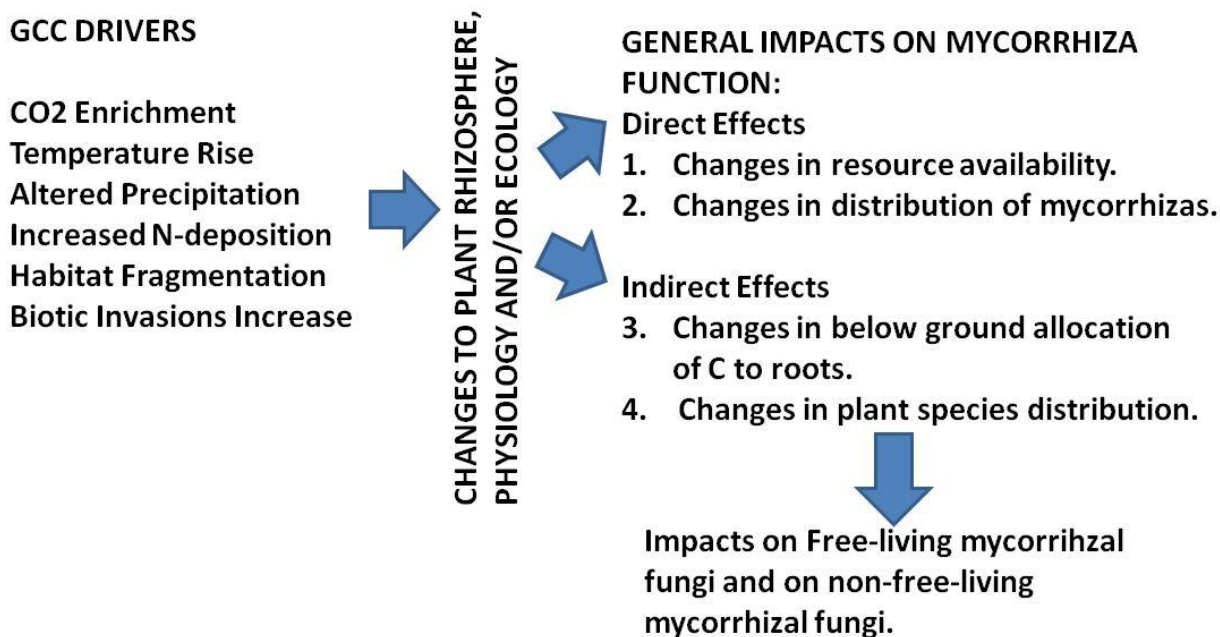 GCC DRIVERS
CO2 Enrichment
Temperature Rise
Altered Precipitation
Increased N-deposition
Habitat Fragmentation
Biotic Invasions Increase
CHANGES TO PLANT RHIZOSPHERE,
PHYSIOLOGY AND/OR ECOLOGY
GENERAL IMPACTS ON MYCORRHIZA
FUNCTION:
Direct Effects
1. Changes in resource availability.
2. Changes in distribution of mycorrhizas.
Indirect Effects
3. Changes in below ground allocation
of C to roots.
4. Changes in plant species distribution.
Impacts on Free-living mycorrihzal
fungi and on non-free-living
mycorrhizal fungi.